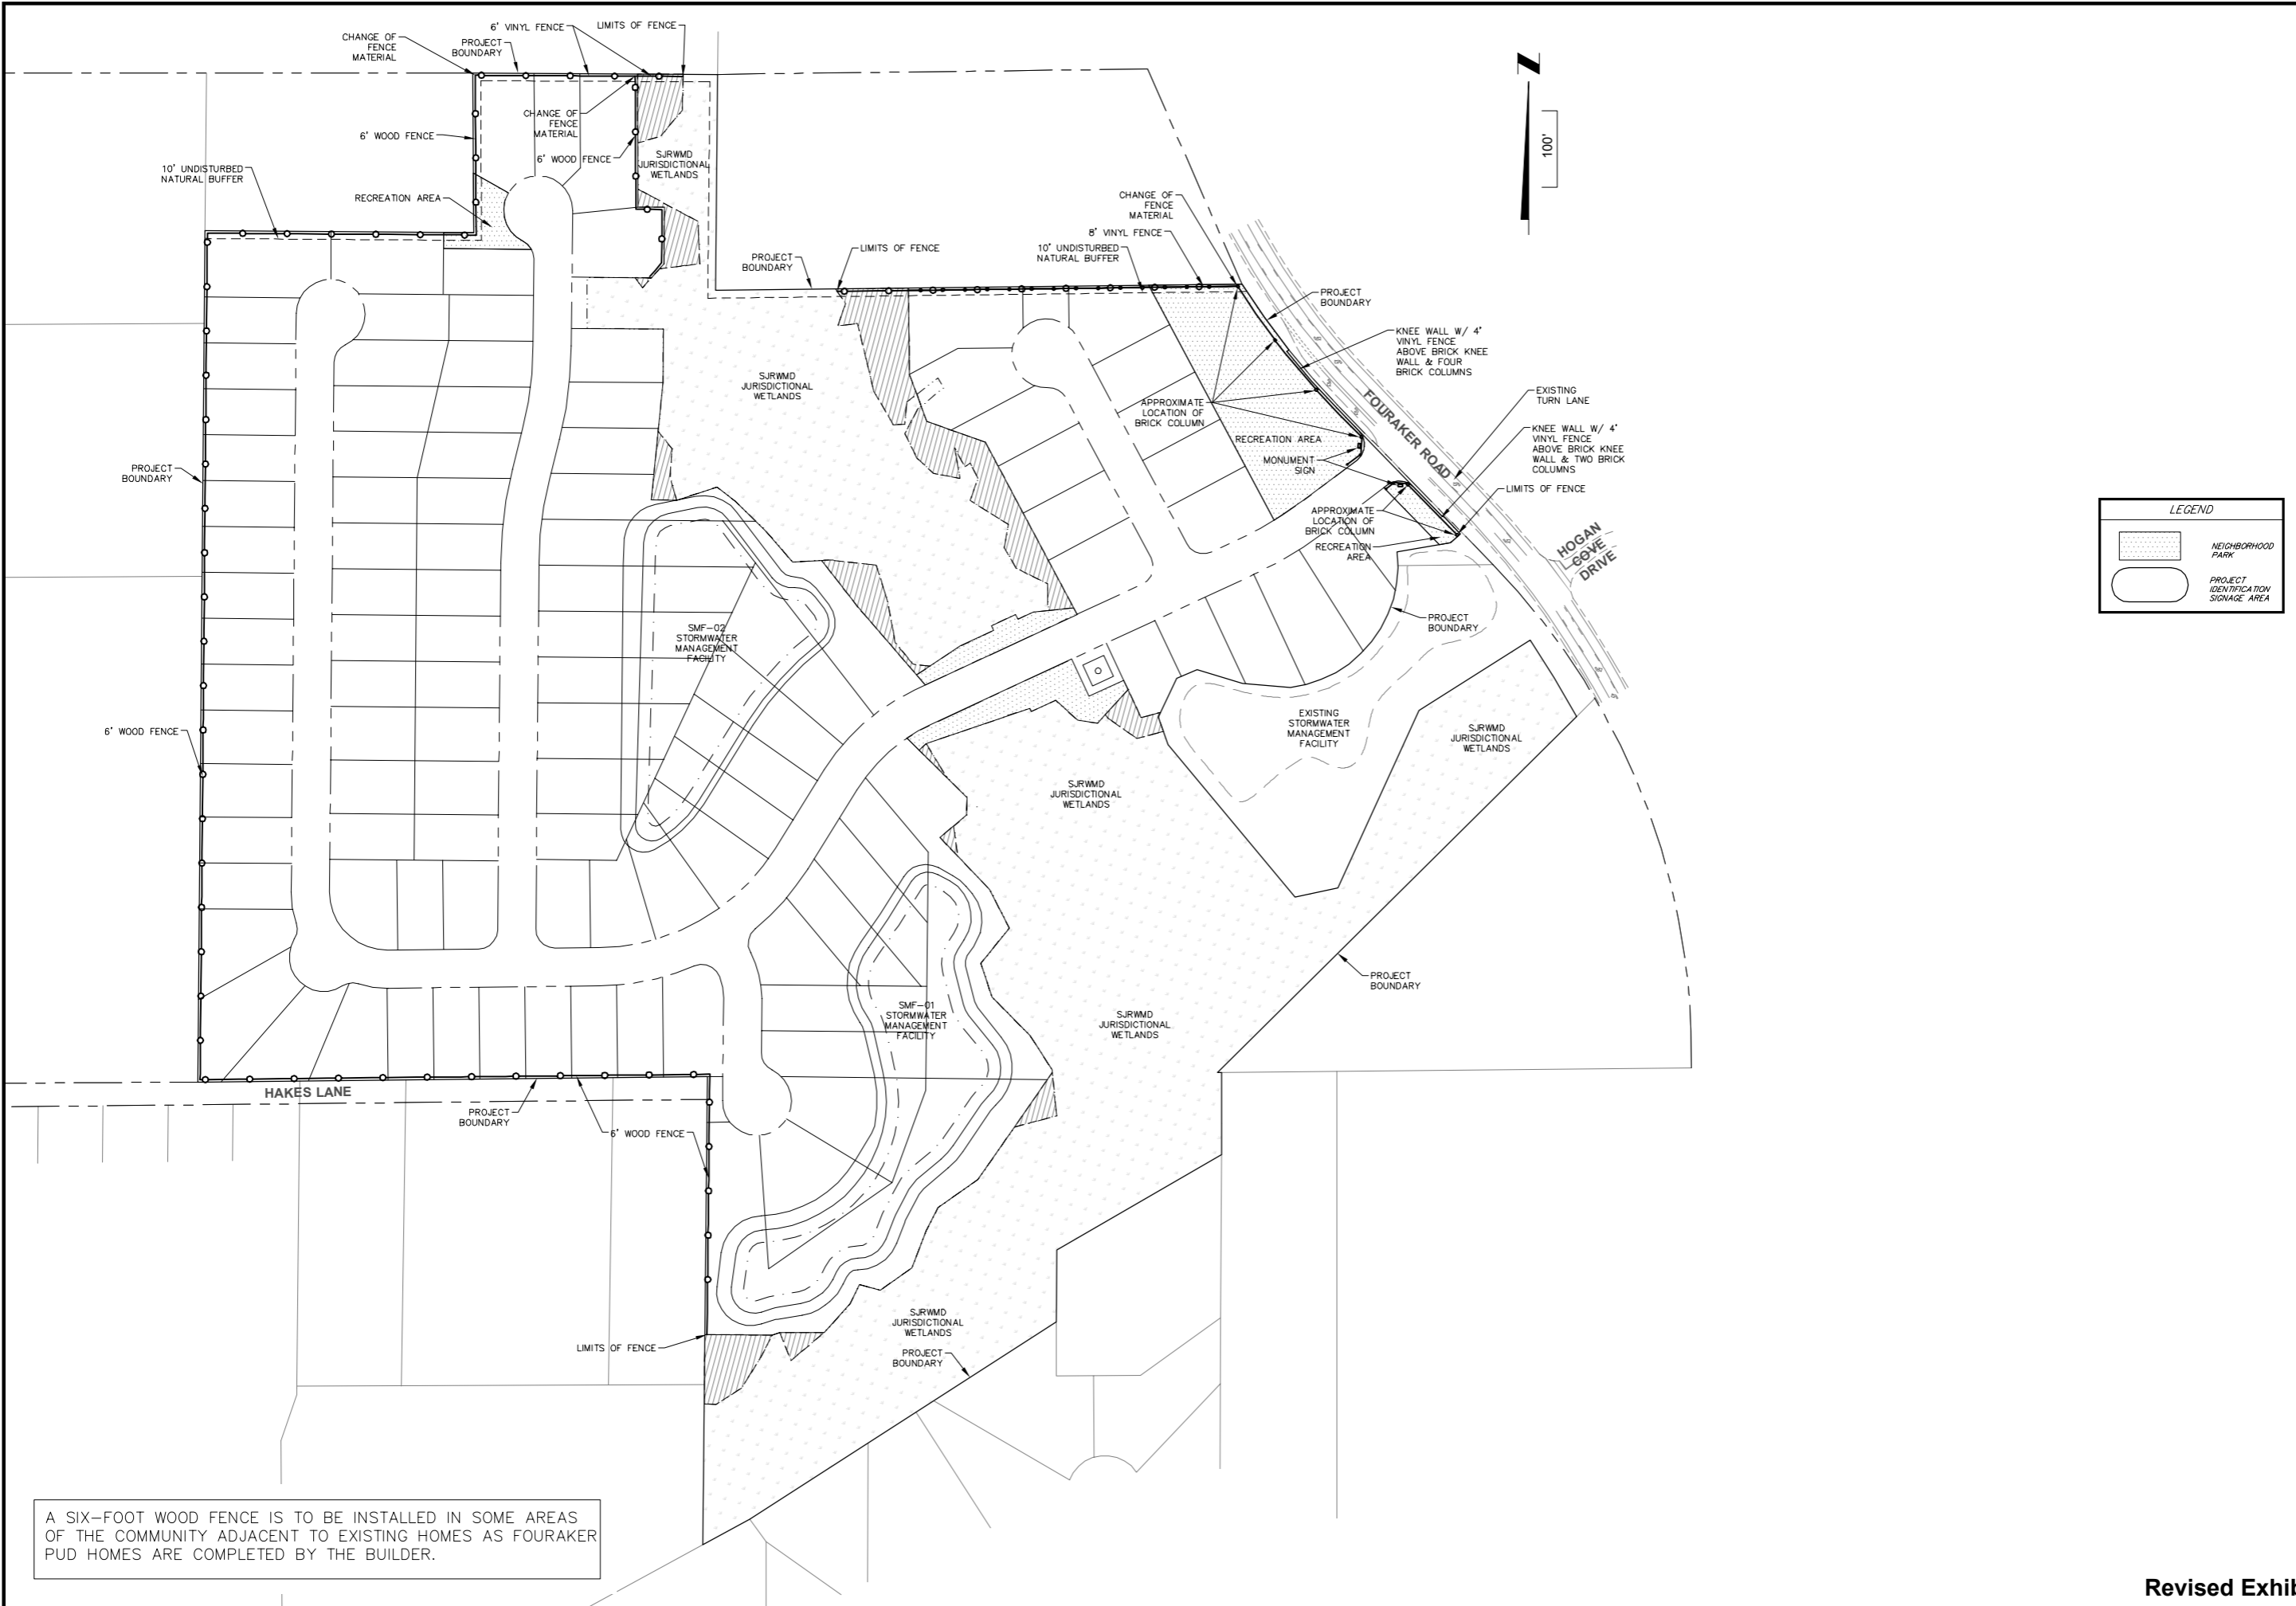 6' VINYL FENCE
LIMITS OF FENCE
CHANGE OF
FENCE
MATERIAL
PROJECT
BOUNDARY
CHANGE OF
FENCE
MATERIAL
6' WOOD FENCE
6' WOOD FENCE
SJRWMD
JURISDICTIONAL
WETLANDS
10' UNDISTURBED
NATURAL BUFFER
RECREATION AREA
N
100'
CHANGE OF
FENCE
MATERIAL
8' VINYL FENCE
10' UNDISTURBED
NATURAL BUFFER
LIMITS OF FENCE
PROJECT
BOUNDARY
PROJECT
BOUNDARY
KNEE WALL W/ 4'
VINYL FENCE
ABOVE BRICK KNEE
WALL & FOUR
BRICK COLUMNS
SJRWMD
JURISDICTIONAL
WETLANDS
APPROXIMATE
LOCATION OF
BRICK COLUMN
FOURAKER ROAD
EXISTING
TURN LANE
RECREATION AREA
MONUMENT
SIGN
KNEE WALL W/ 4'
VINYL FENCE
ABOVE BRICK KNEE
WALL & TWO BRICK
COLUMNS
LIMITS OF FENCE
PROJECT
BOUNDARY
APPROXIMATE
LOCATION OF
BRICK COLUMN
RECREATION
AREA
HOGAN
COVE
DRIVE
LEGEND
NEIGHBORHOOD
PARK
PROJECT
IDENTIFICATION
SIGNAGE AREA
PROJECT
BOUNDARY
SMF-02
STORMWATER
MANAGEMENT
FACILITY
6' WOOD FENCE
EXISTING
STORMWATER
MANAGEMENT
FACILITY
SJRWMD
JURISDICTIONAL
WETLANDS
SJRWMD
JURISDICTIONAL
WETLANDS
PROJECT
BOUNDARY
SMF-01
STORMWATER
MANAGEMENT
FACILITY
SJRWMD
JURISDICTIONAL
WETLANDS
HAKES LANE
PROJECT
BOUNDARY
6' WOOD FENCE
SJRWMD
JURISDICTIONAL
WETLANDS
LIMITS OF FENCE
PROJECT
BOUNDARY
A SIX-FOOT WOOD FENCE IS TO BE INSTALLED IN SOME AREAS
OF THE COMMUNITY ADJACENT TO EXISTING HOMES AS FOURAKER
PUD HOMES ARE COMPLETED BY THE BUILDER.
Revised Exhib